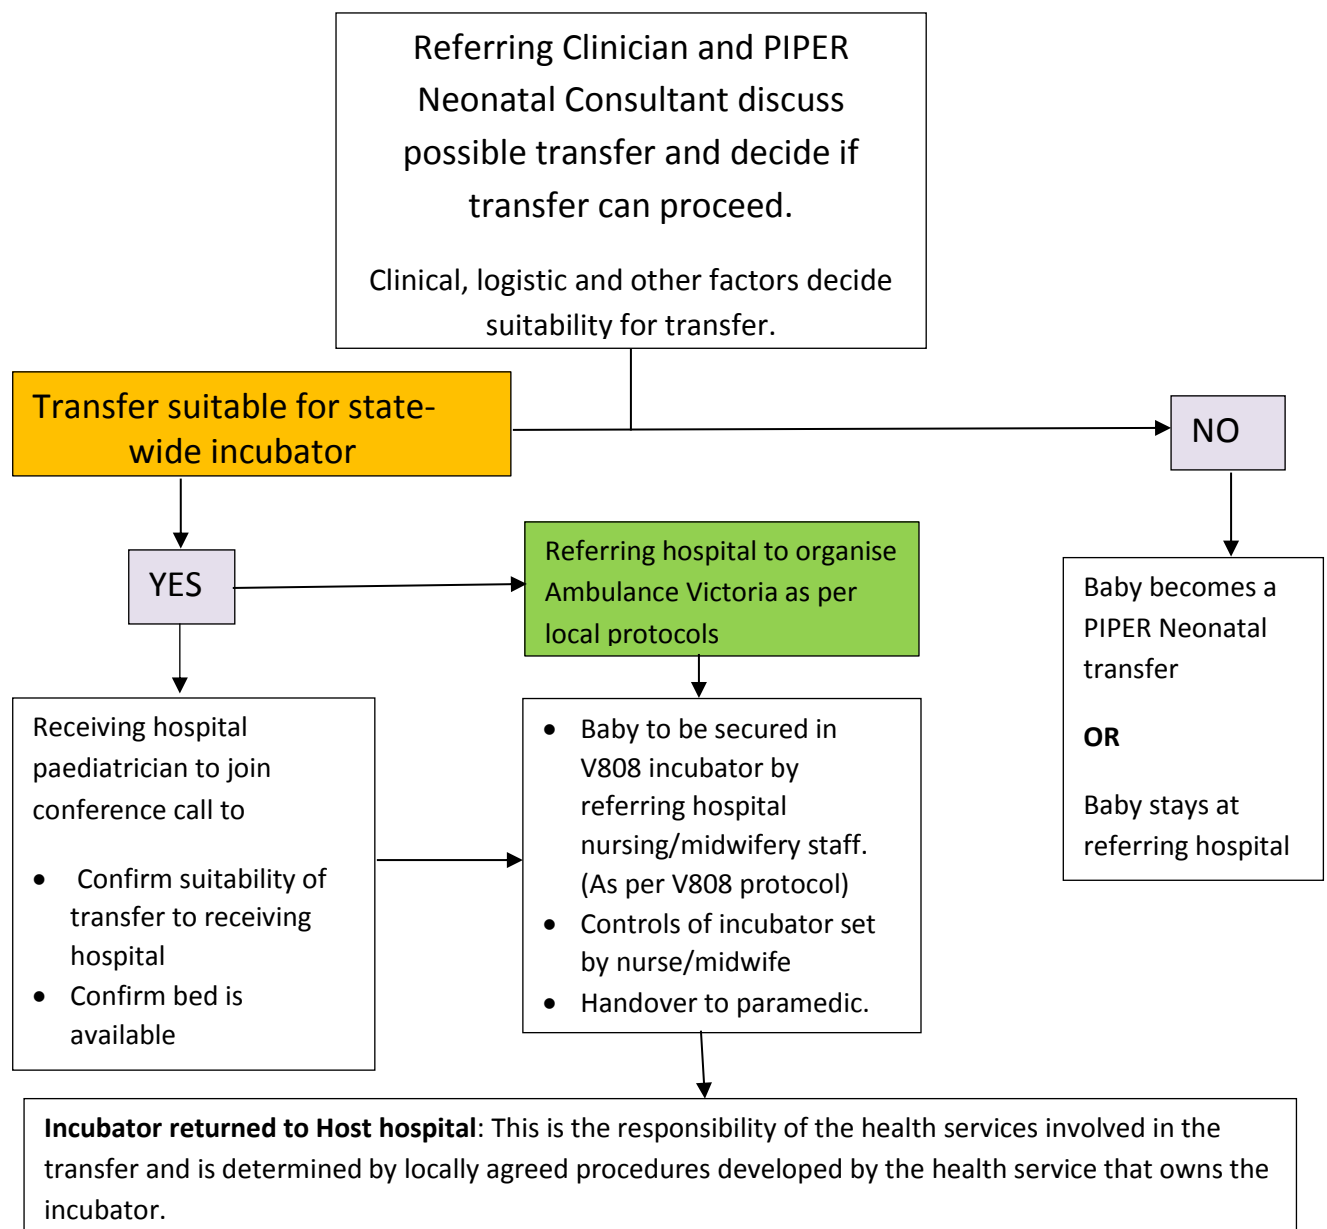 Referring Clinician and PIPER
Neonatal Consultant discuss
possible transfer and decide if
transfer can proceed.
Clinical, logistic and other factors decide
suitability for transfer.
Transfer suitable for state-
wide incubator
NO
YES
Referring hospital to organise
Ambulance Victoria as per
local protocols
Baby becomes a
PIPER Neonatal
transfer
OR
Baby stays at
referring hospital
Receiving hospital
paediatrician to join
conference call to
• Confirm suitability of
transfer to receiving
hospital
• Confirm bed is
available
• Baby to be secured in
V808 incubator by
referring hospital
nursing/midwifery staff.
(As per V808 protocol)
• Controls of incubator set
by nurse/midwife
• Handover to paramedic.
Incubator returned to Host hospital: This is the responsibility of the health services involved in the
transfer and is determined by locally agreed procedures developed by the health service that owns the
incubator.